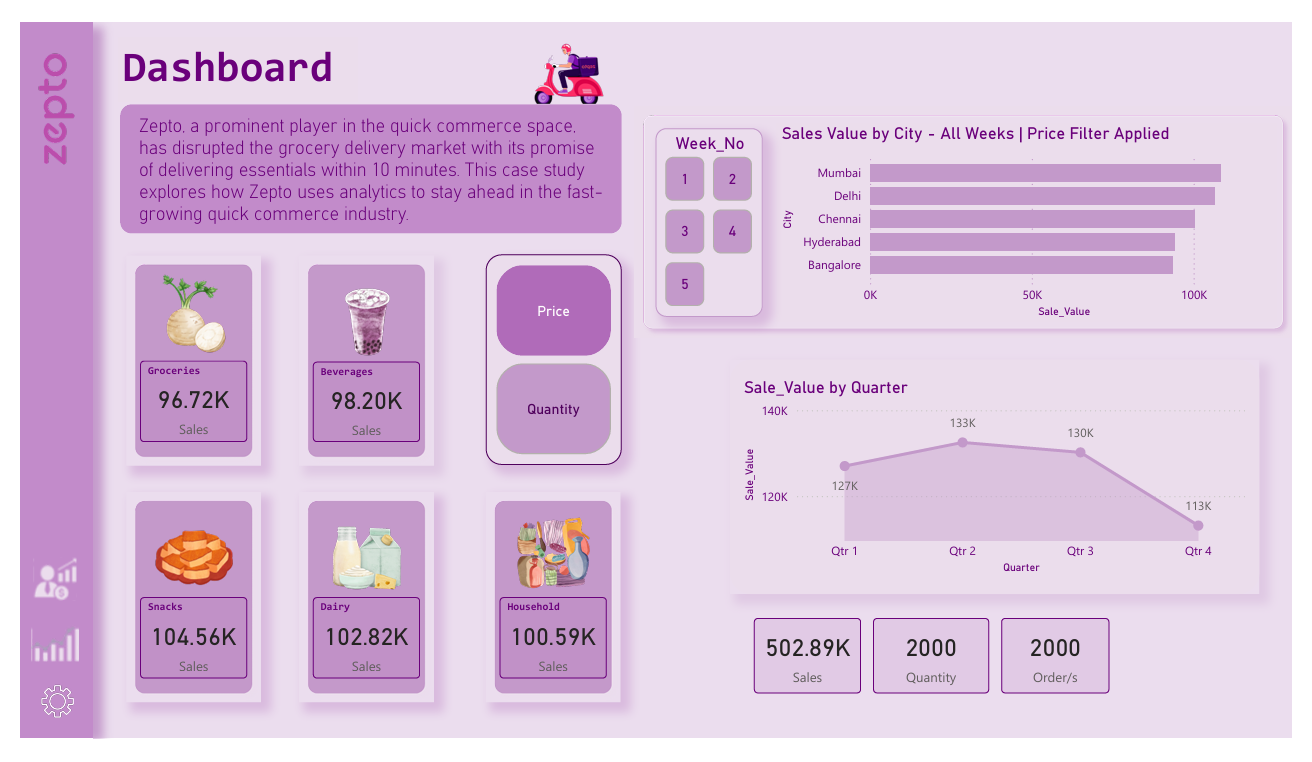 zepto
Dashboard
Zepto, a prominent player in the quick commerce space,
has disrupted the grocery delivery market with its promise
of delivering essentials within 10 minutes. This case study
explores how Zepto uses analytics to stay ahead in the fast-
growing quick commerce industry.
Groceries
96.72K
Sales
Beverages
98.20K
Sales
Price
Quantity
Snacks
104.56K
Sales
Dairy
102.82K
Sales
Household
100.59K
Sales
Week_No
1 2
3 4
5
Sales Value by City - All Weeks | Price Filter Applied
City
Mumbai
Delhi
Chennai
Hyderabad
Bangalore
0K 50K 100K
Sale_Value
Sale_Value by Quarter
Sale_Value
140K
120K
127K
133K
130K
113K
Qtr 1 Qtr 2 Qtr 3 Qtr 4
Quarter
502.89K
Sales
2000
Quantity
2000
Order/s